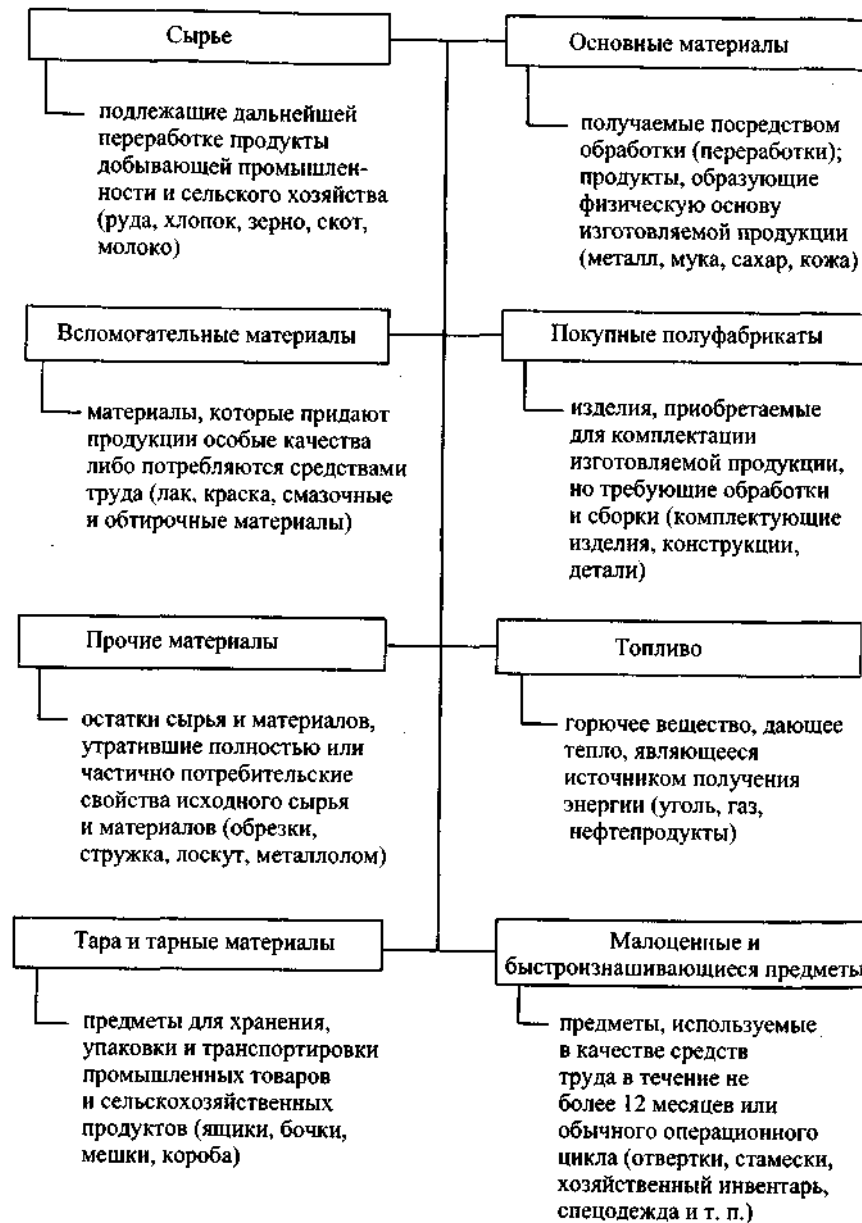 Сырье
подлежащие дальнейшей
переработке продукты
добывающей промышлен-
ности и сельского хозяйства
(руда, хлопок, зерно, скот,
молоко)
Основные материалы
получаемые посредством
обработки (переработки);
продукты, образующие
физическую основу
изготовляемой продукции
(металл, мука, сахар, кожа)
Вспомогательные материалы
материалы, которые придают
продукции особые качества
либо потребляются средствами
труда (лак, краска, смазочные
и обтирочные материалы)
Покупные полуфабрикаты
изделия, приобретаемые
для комплектации
изготовляемой продукции,
но требующие обработки
и сборки (комплектующие
изделия, конструкции,
детали)
Прочие материалы
остатки сырья и материалов,
утратившие полностью или
частично потребительские
свойства исходного сырья
и материалов (обрезки,
стружка, лоскут, металлолом)
Топливо
горючее вещество, дающее
тепло, являющееся
источником получения
энергии (уголь, газ,
нефтепродукты)
Тара и тарные материалы
предметы для хранения,
упаковки и транспортировки
промышленных товаров
и сельскохозяйственных
продуктов (ящики, бочки,
мешки, короба)
Малоценные и
быстроизнашивающиеся предметы
предметы, используемые
в качестве средств
труда в течение не
более 12 месяцев или
обычного операционного
цикла (отвертки, стамески,
хозяйственный инвентарь,
спецодежда и т. п.)